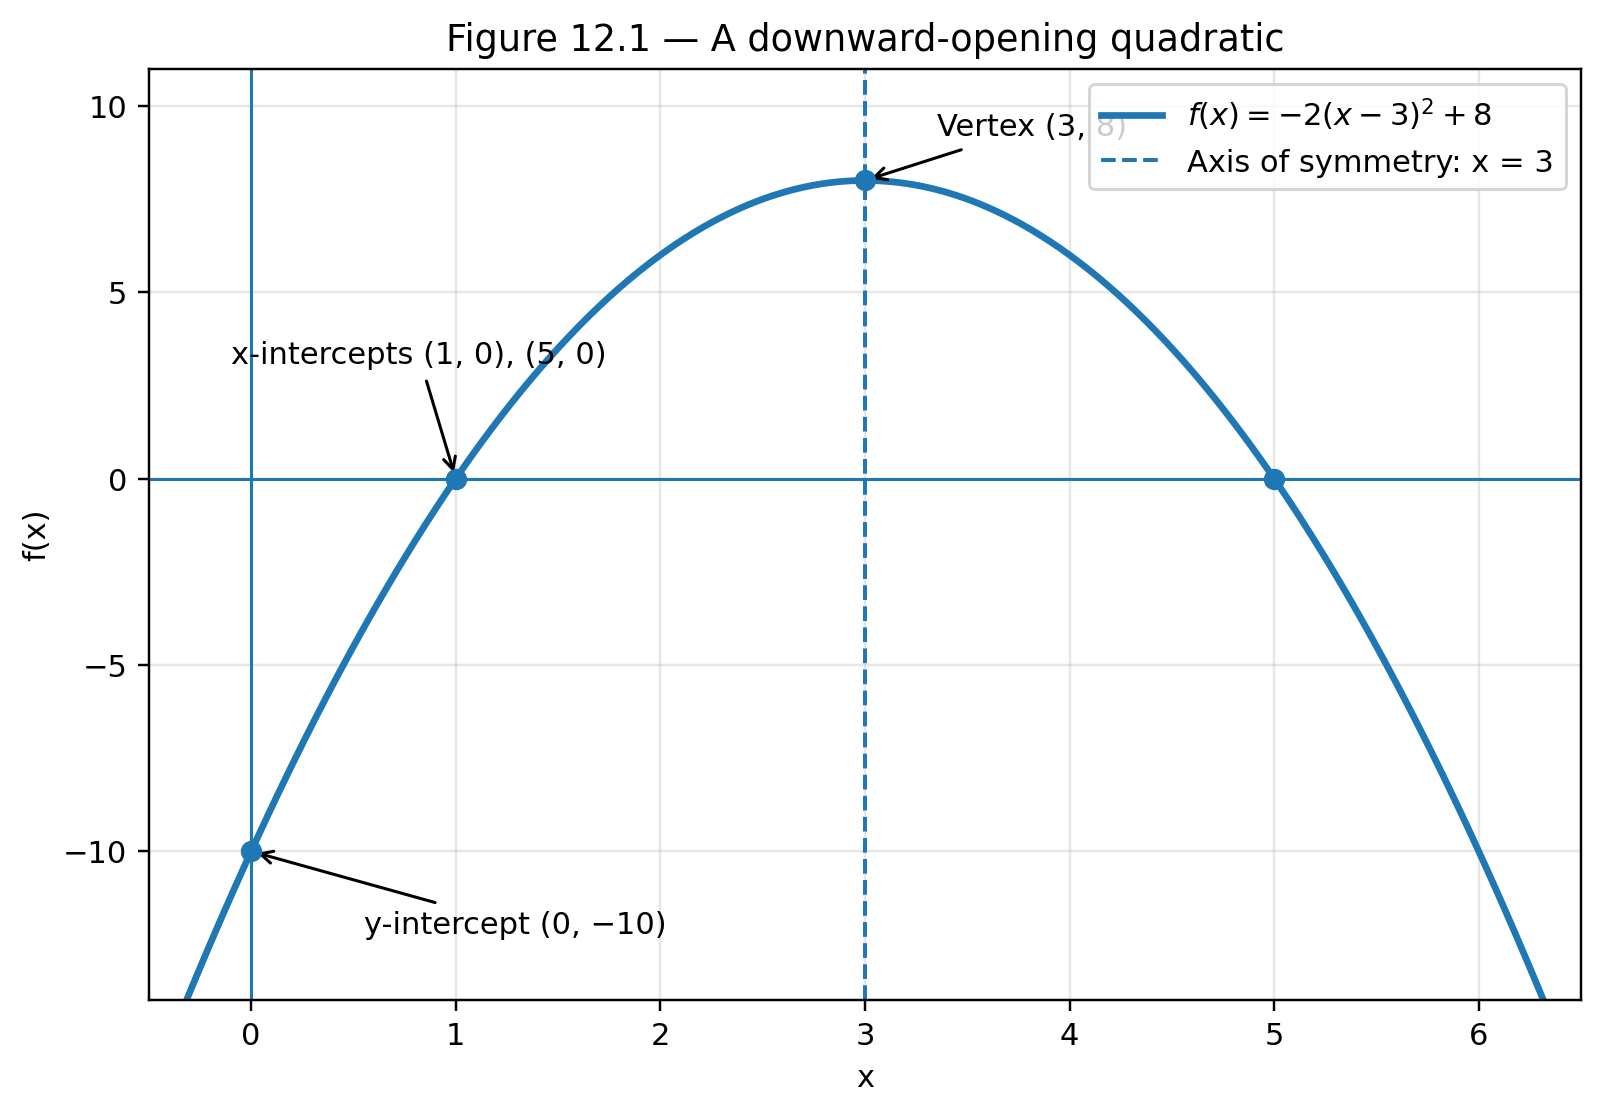 Figure 12.1 — A downward-opening quadratic
f(x) = −2(x − 3)² + 8
Axis of symmetry: x = 3
Vertex (3, 8)
x-intercepts (1, 0), (5, 0)
y-intercept (0, −10)
10
5
0
−5
−10
f(x)
0 1 2 3 4 5 6
x